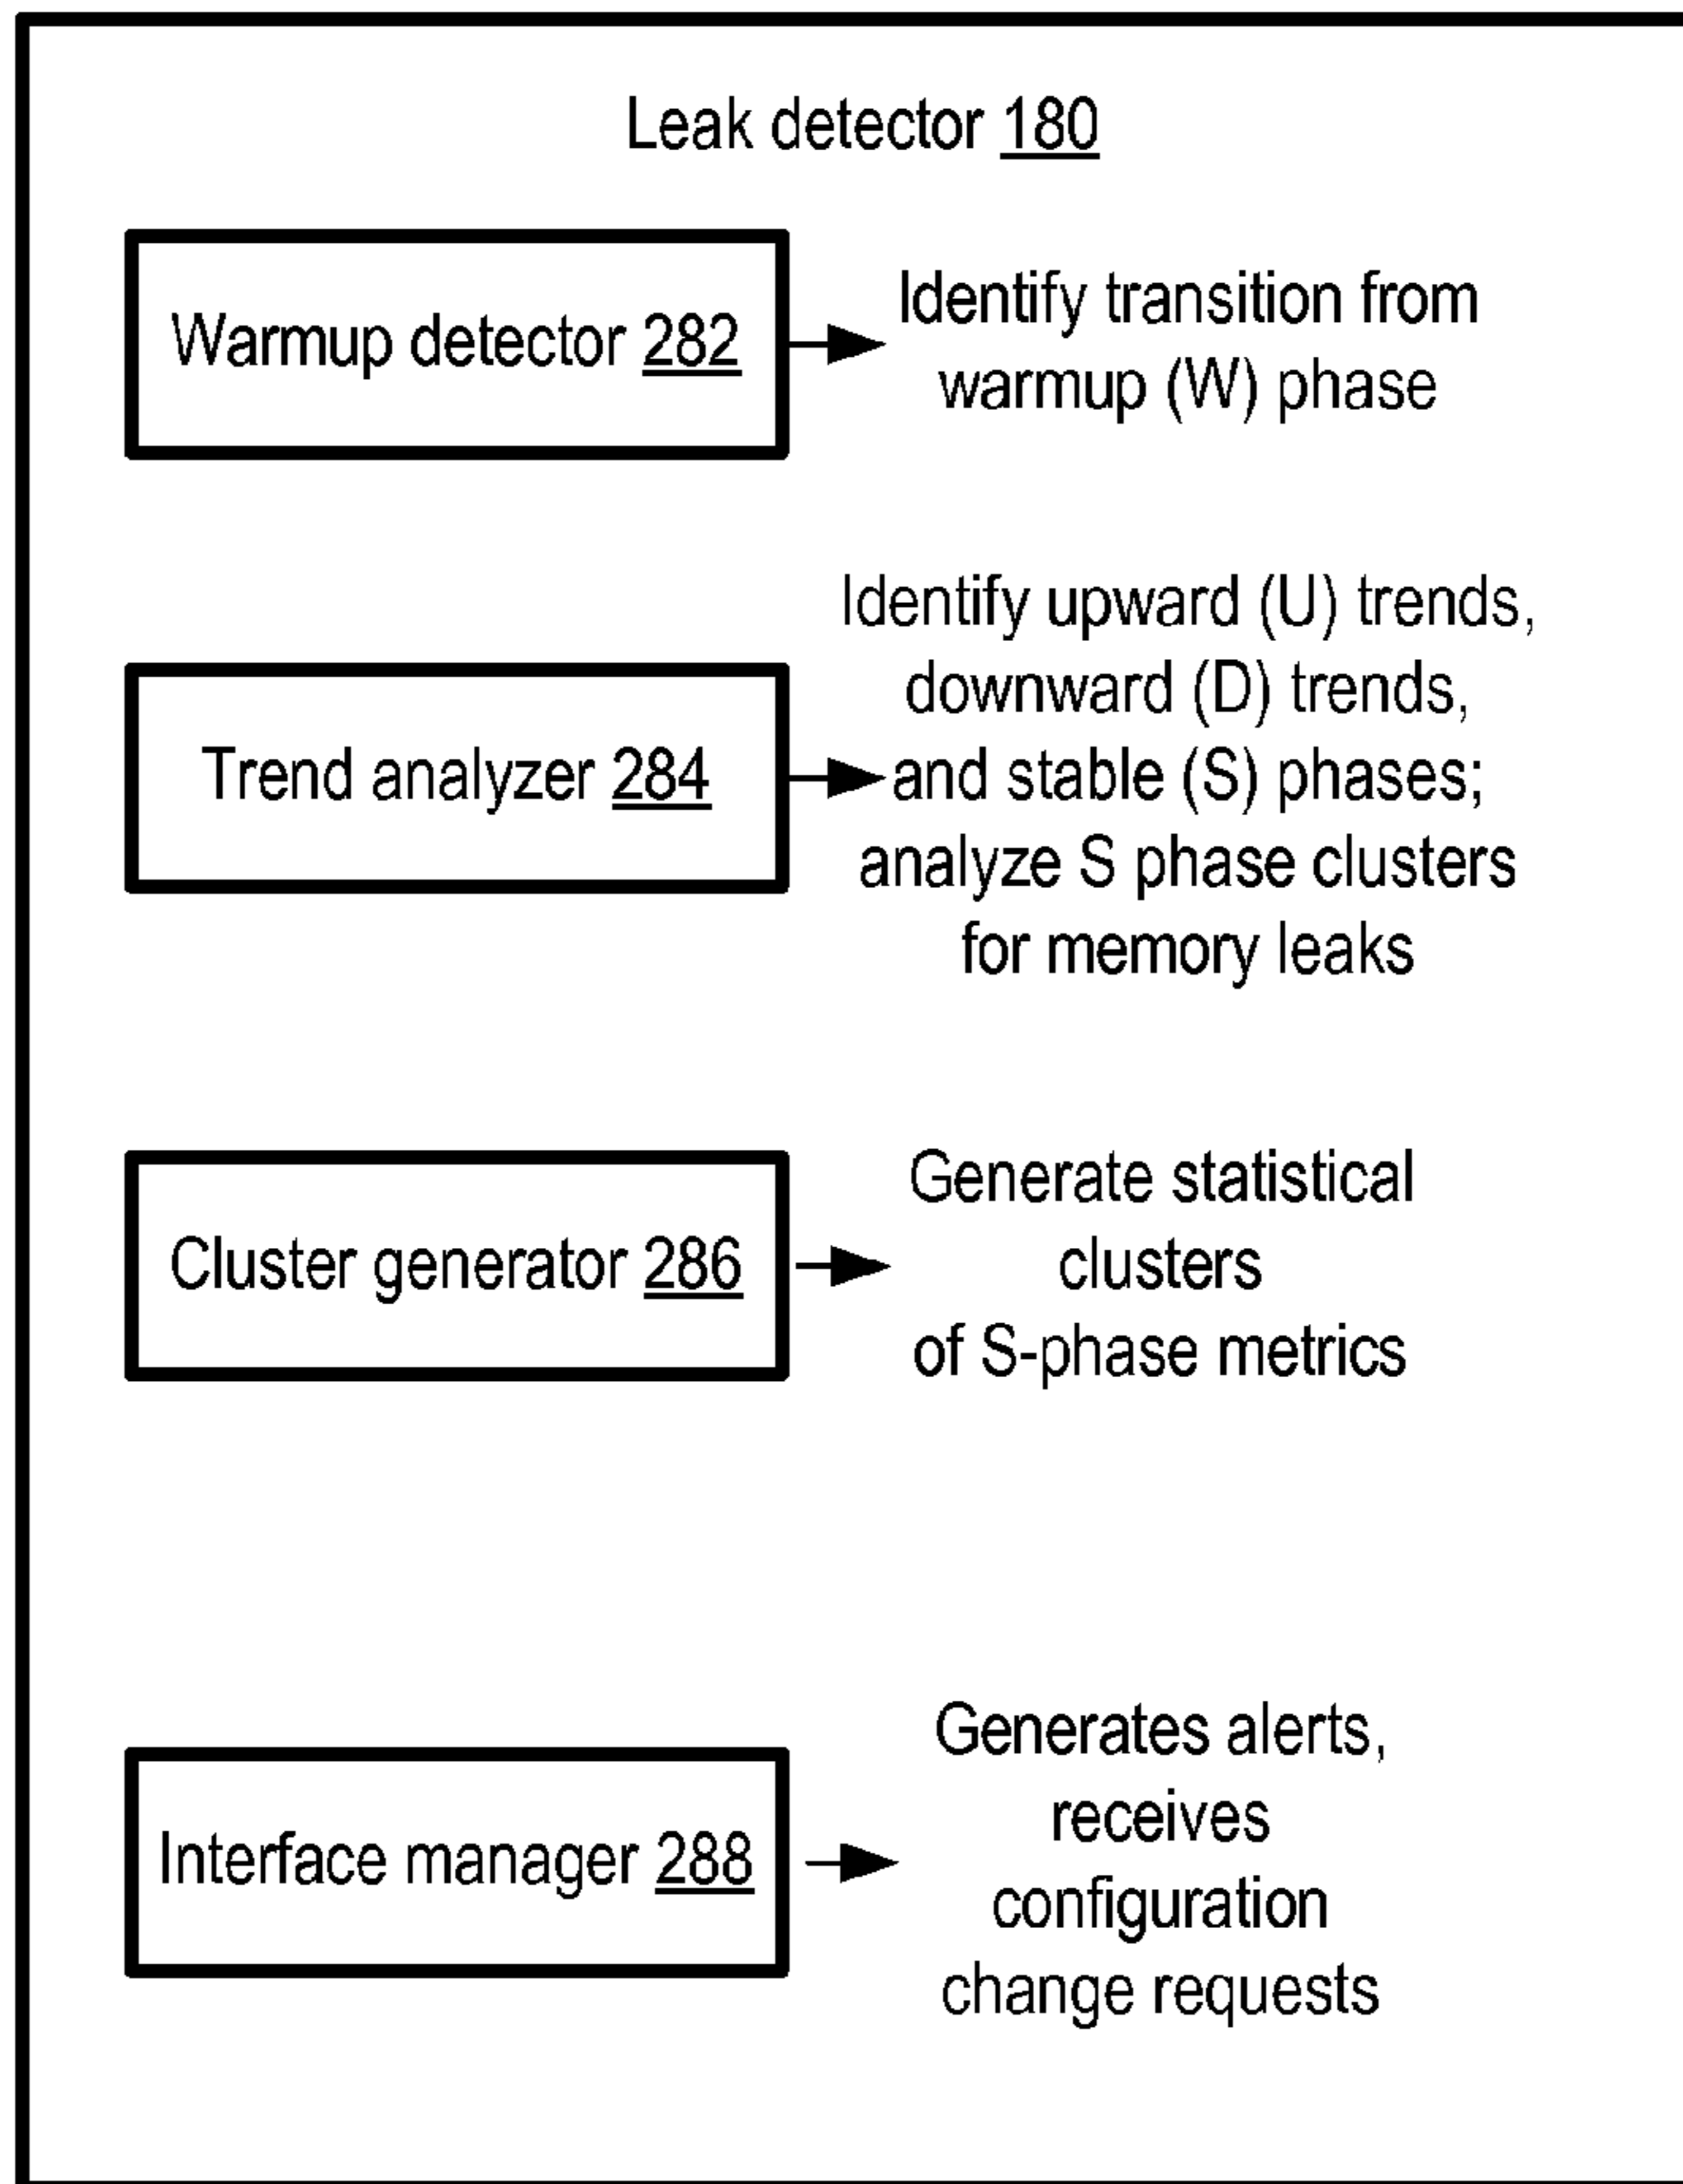 Leak detector 180
Warmup detector 282
Identify transition from
warmup (W) phase
Trend analyzer 284
Identify upward (U) trends,
downward (D) trends,
and stable (S) phases;
analyze S phase clusters
for memory leaks
Cluster generator 286
Generate statistical
clusters
of S-phase metrics
Interface manager 288
Generates alerts,
receives
configuration
change requests